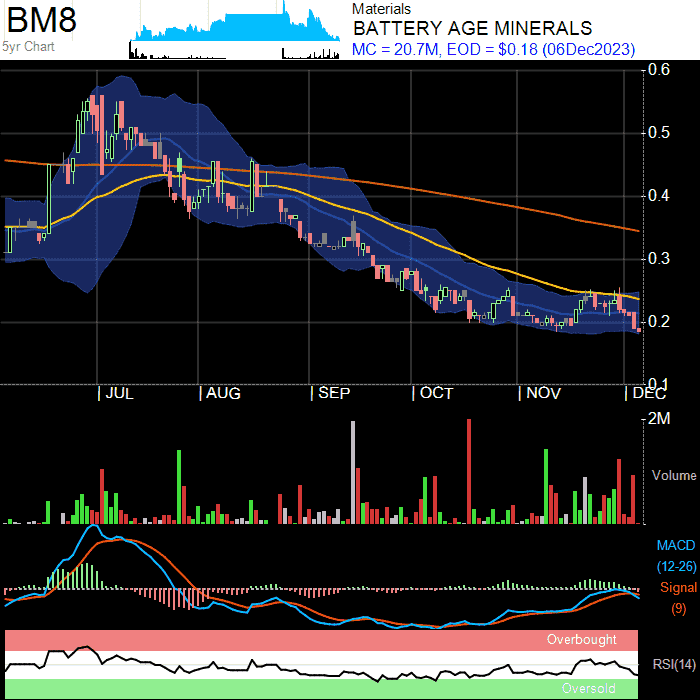 BM8
5yr Chart
Materials
BATTERY AGE MINERALS
MC = 20.7M, EOD = $0.18 (06Dec2023)
0.6
0.5
0.4
0.3
0.2
0.1
JUL AUG SEP OCT NOV DEC
2M
Volume
MACD
(12-26)
Signal
(9)
Overbought
RSI(14)
Oversold